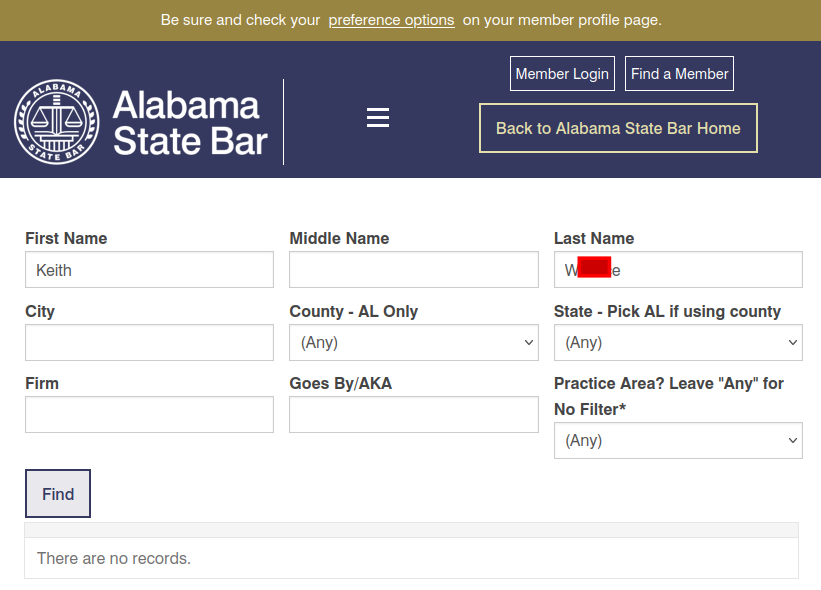 Be sure and check your preference options on your member profile page.
ALABAMA
STATE BAR
Alabama
State Bar
Member Login
Find a Member
Back to Alabama State Bar Home
First Name
Middle Name
Last Name
Keith
City
County - AL Only
State - Pick AL if using county
(Any)
(Any)
Firm
Goes By/AKA
Practice Area? Leave "Any" for
No Filter*
(Any)
Find
There are no records.